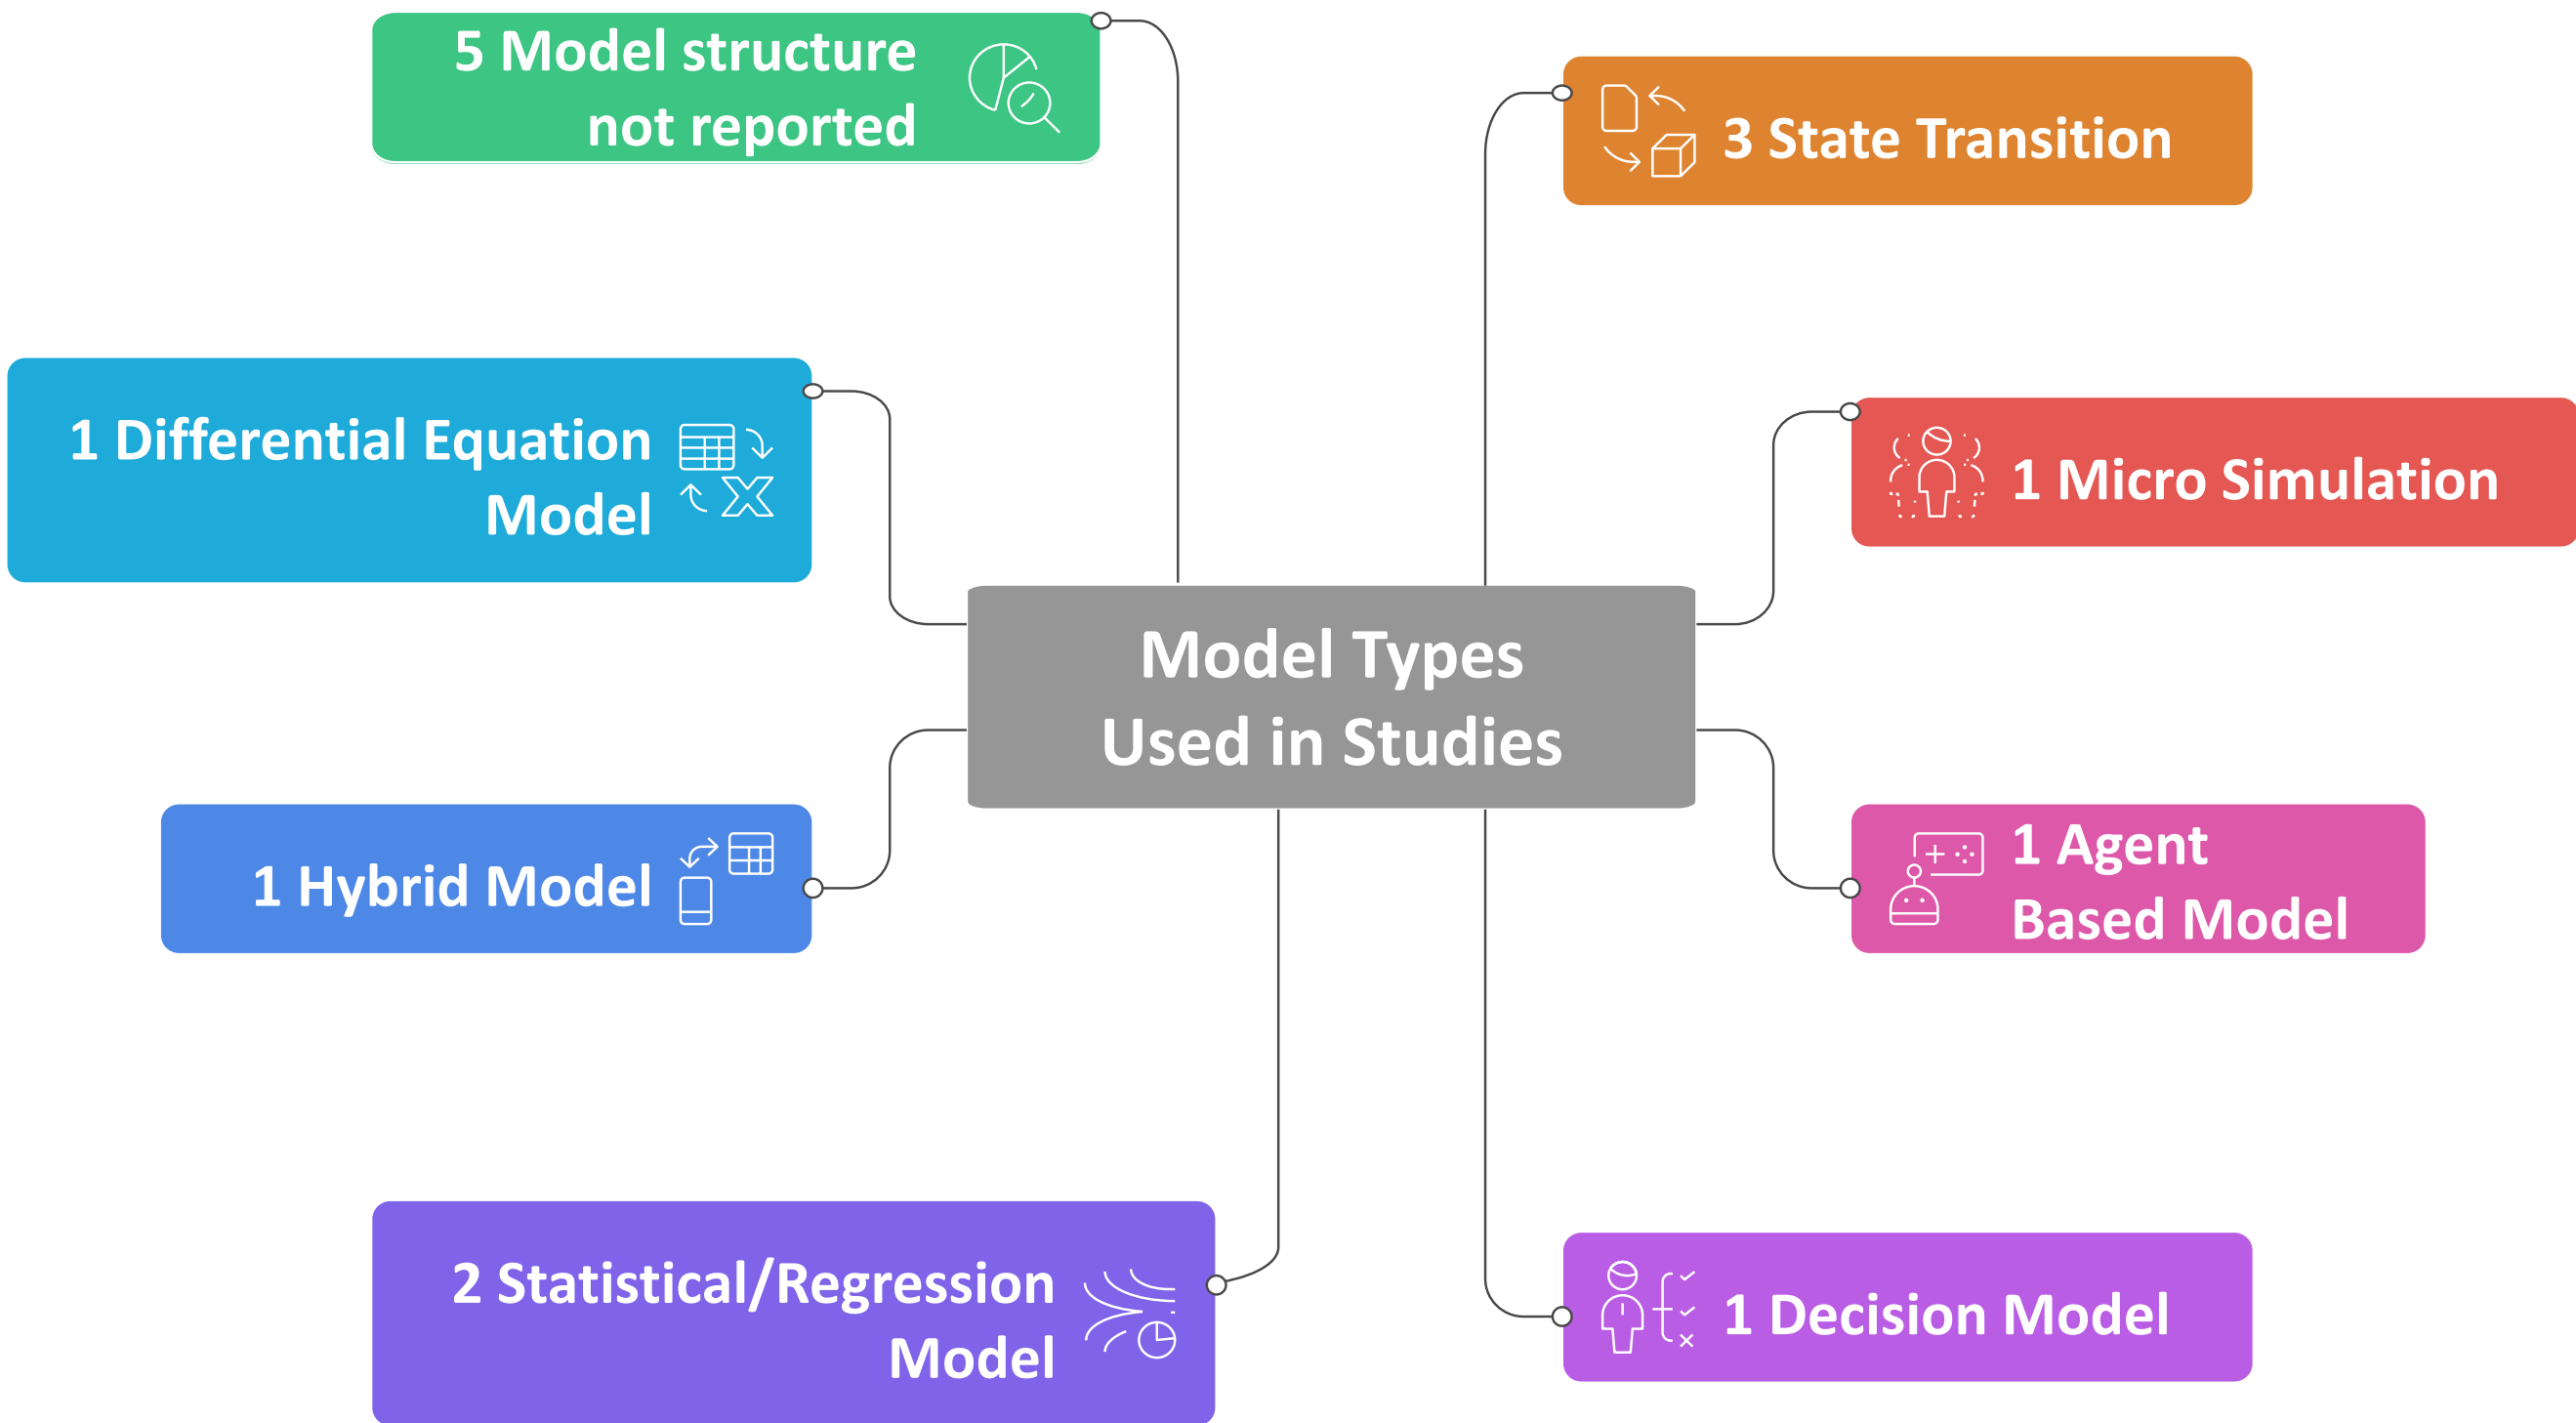 5 Model structure
not reported
3 State Transition
1 Differential Equation
Model
1 Micro Simulation
Model Types
Used in Studies
1 Hybrid Model
1 Agent
Based Model
2 Statistical/Regression
Model
1 Decision Model